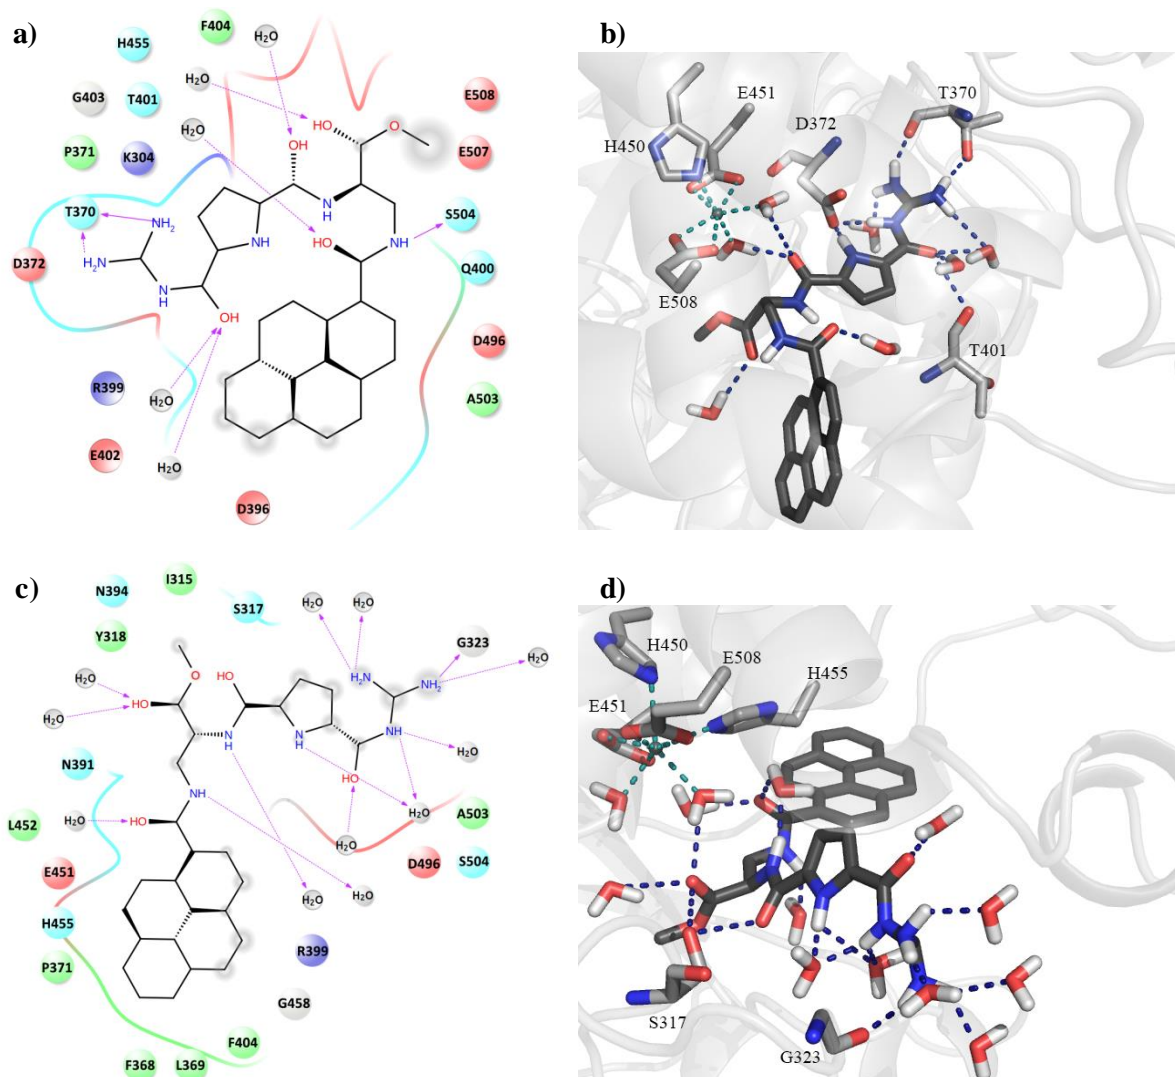 a)
F404
H₂O
H455
H₂O
G403
T401
E508
H₂O
HO
OH
O
P371
K304
E507
T370
NH₂
NH
N
H
HO
NH
S504
D372
H₂N
N
H
OH
Q400
D496
R399
H₂O
A503
E402
H₂O
D396
b)
E451
T370
D372
H450
E508
T401
c)
I315
N394
S317
H₂O
H₂O
G323
Y318
H₂O
H₂O
O
HO
H₂N
NH₂
HO
H₂O
N
H
NH
NH
H₂O
N391
NH
HO
H₂O
H₂O
HO
H₂O
A503
L452
H₂O
D496
S504
E451
H₂O
H₂O
H455
R399
P371
G458
F404
F368
L369
d)
H450
E508
H455
E451
S317
G323